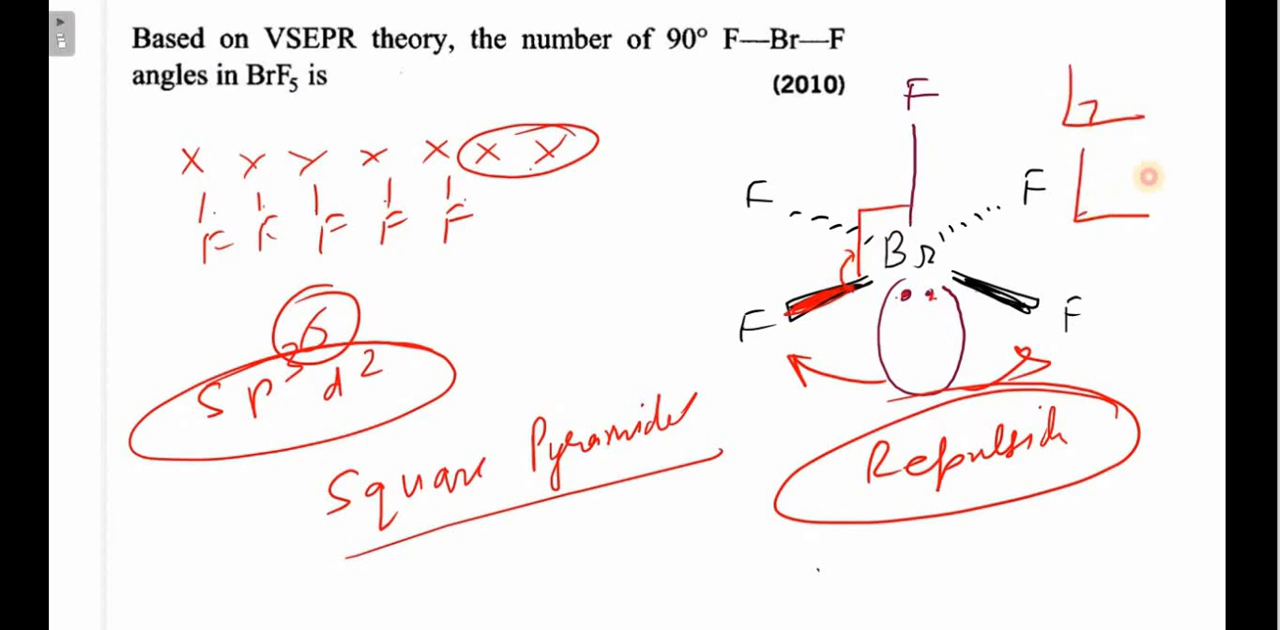 Based on VSEPR theory, the number of 90° F—Br—F
angles in BrF₅ is
(2010)
X X X X X X X
F F F F F
6
sp³d²
Square Pyramidal
F
F F
Br
F F
Repulsion